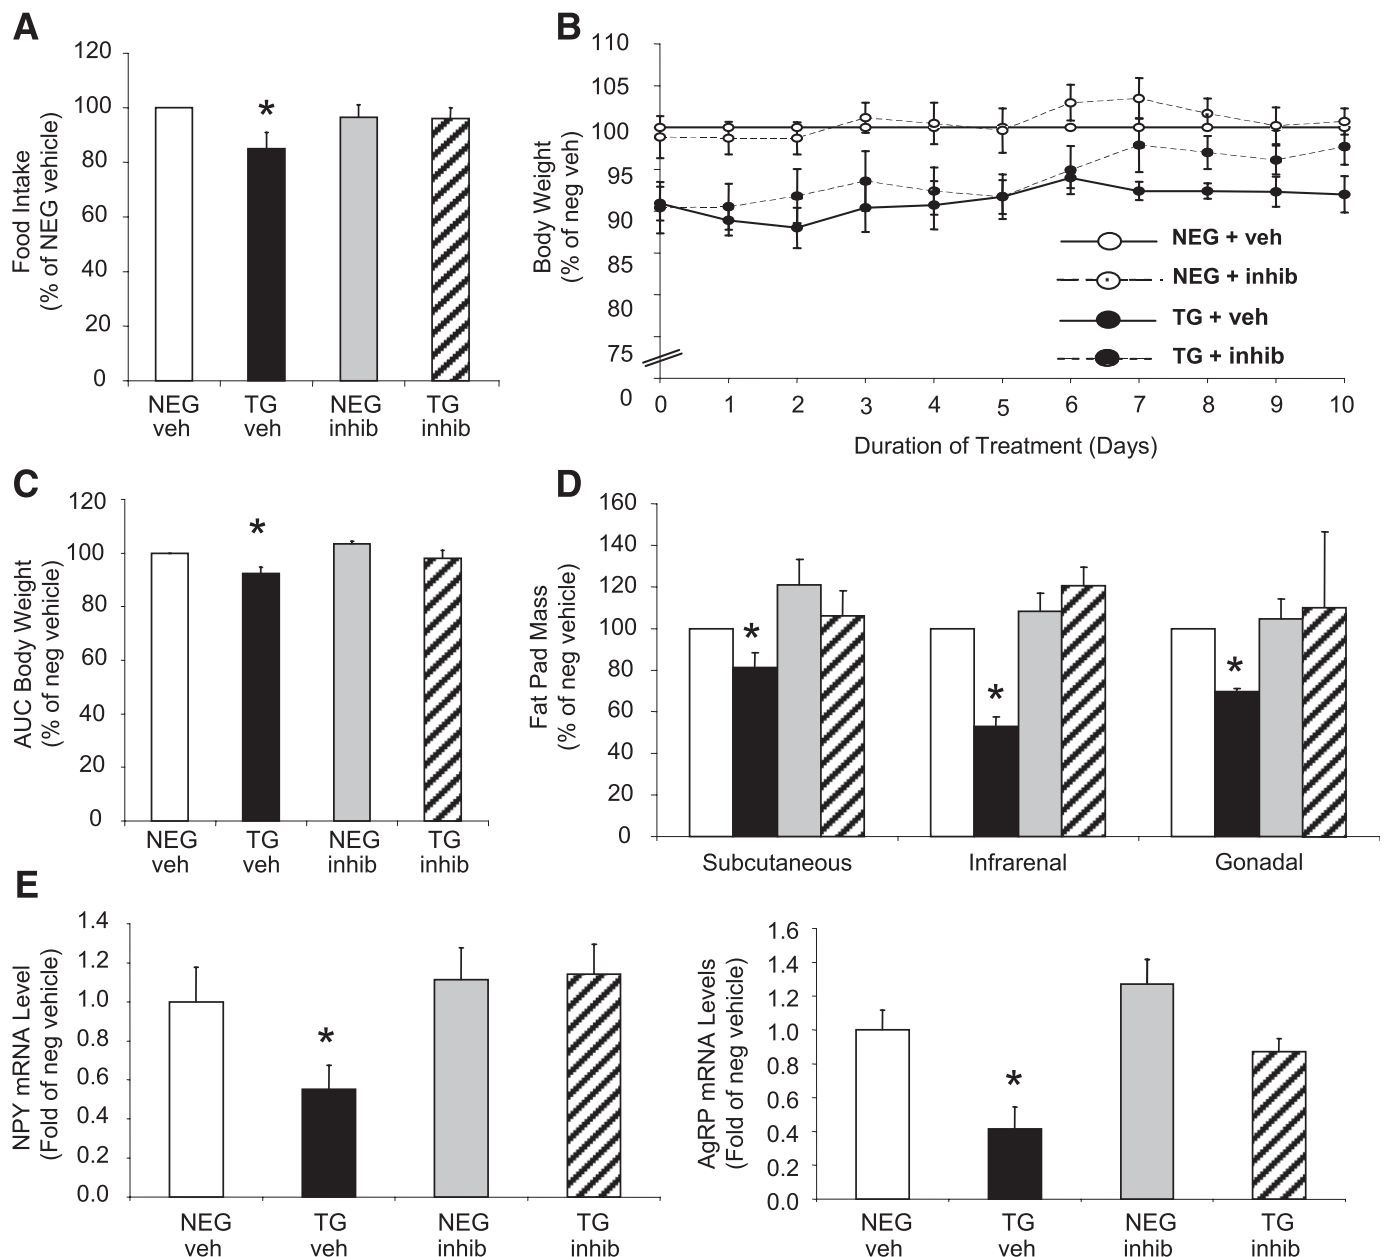 A
120
100
80
60
40
20
0
Food Intake
(% of NEG vehicle)
*
NEG
veh
TG
veh
NEG
inhib
TG
inhib
B
110
105
100
95
90
85
80
75
0
Body Weight
(% of neg veh)
NEG + veh
NEG + inhib
TG + veh
TG + inhib
0 1 2 3 4 5 6 7 8 9 10
Duration of Treatment (Days)
C
120
100
80
60
40
20
0
AUC Body Weight
(% of neg vehicle)
*
NEG
veh
TG
veh
NEG
inhib
TG
inhib
D
160
140
120
100
80
60
40
20
0
Fat Pad Mass
(% of neg vehicle)
*
*
*
Subcutaneous Infrarenal Gonadal
E
1.4
1.2
1.0
0.8
0.6
0.4
0.2
0.0
NPY mRNA Level
(Fold of neg vehicle)
*
NEG
veh
TG
veh
NEG
inhib
TG
inhib
1.6
1.4
1.2
1.0
0.8
0.6
0.4
0.2
0.0
AgRP mRNA Levels
(Fold of neg vehicle)
*
NEG
veh
TG
veh
NEG
inhib
TG
inhib